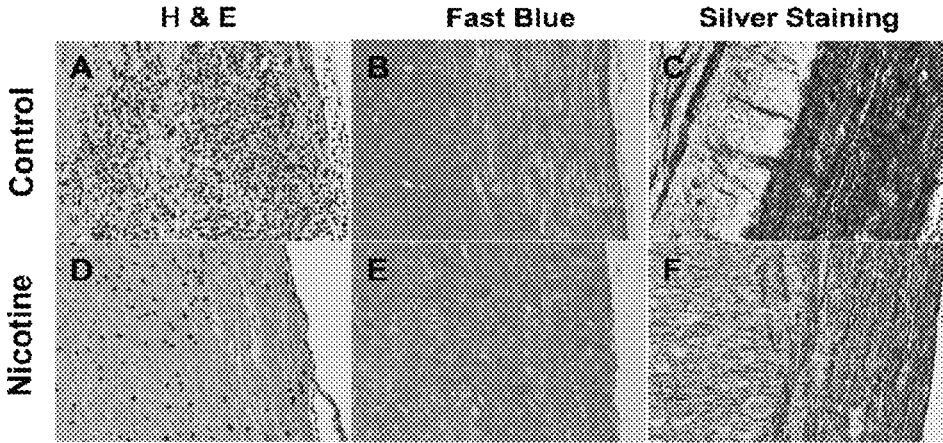 H & E Fast Blue Silver Staining
Control
A B C
Nicotine
D E F